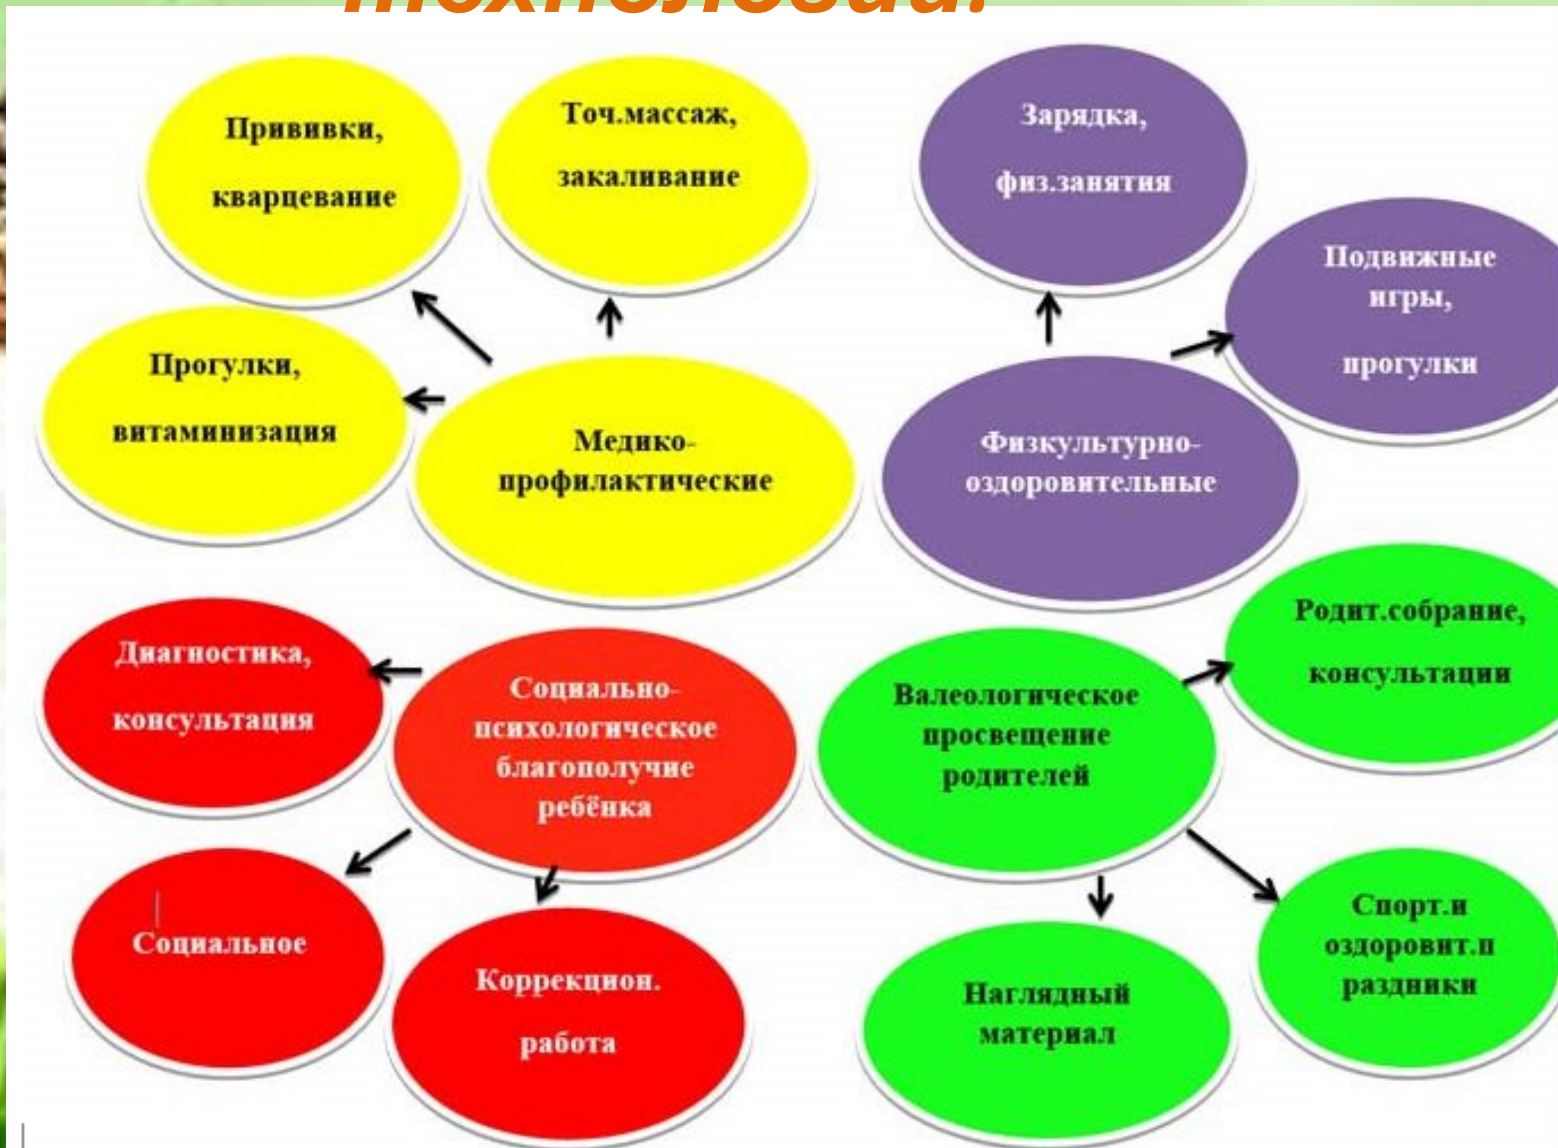 технологий:
Прививки,
кварцевание
Точ.массаж,
закаливание
Зарядка,
физ.занятия
Подвижные
игры,
прогулки
Прогулки,
витаминизация
Медико-
профилактические
Физкультурно-
оздоровительные
Диагностика,
консультация
Социально-
психологическое
благополучие
ребёнка
Валеологическое
просвещение
родителей
Родит.собрание,
консультации
Социальное
Коррекцион.
работа
Наглядный
материал
Спорт.и
оздоровит.п
раздники